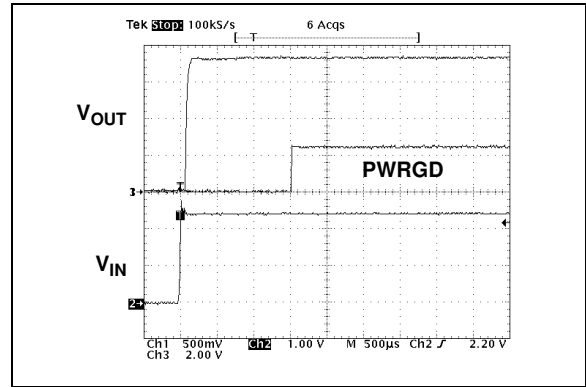 Tek Stop: 100kS/s 6 Acqs
[ T ]
VOUT
PWRGD
3→
T
T
VIN
2→
Ch1 500mV Ch2 1.00 V M 500µs Ch2 ∫ 2.20 V
Ch3 2.00 V